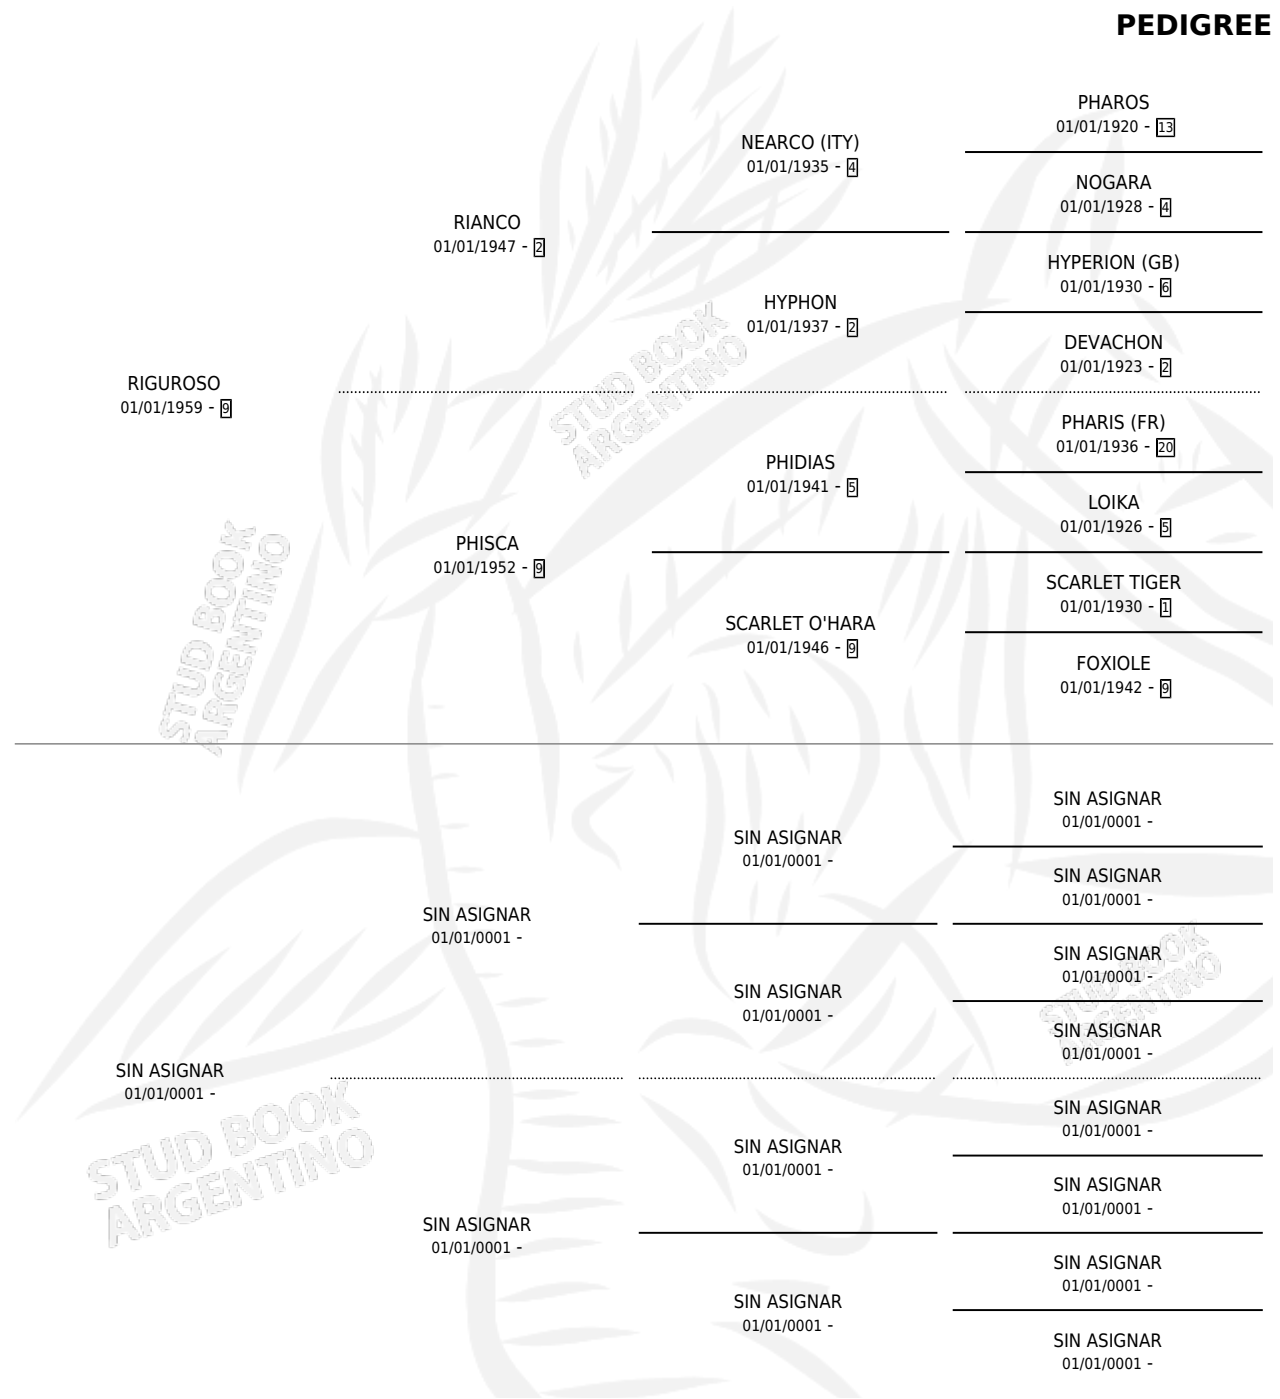 PEDIGREE
PHAROS
01/01/1920 - 13
NEARCO (ITY)
01/01/1935 - 4
NOGARA
01/01/1928 - 4
RIANCO
01/01/1947 - 2
HYPERION (GB)
01/01/1930 - 6
HYPHON
01/01/1937 - 2
DEVACHON
01/01/1923 - 2
RIGUROSO
01/01/1959 - 9
PHARIS (FR)
01/01/1936 - 20
PHIDIAS
01/01/1941 - 5
LOIKA
01/01/1926 - 5
PHISCA
01/01/1952 - 9
SCARLET TIGER
01/01/1930 - 1
SCARLET O'HARA
01/01/1946 - 9
FOXIOLE
01/01/1942 - 9
SIN ASIGNAR
01/01/0001 -
SIN ASIGNAR
01/01/0001 -
SIN ASIGNAR
01/01/0001 -
SIN ASIGNAR
01/01/0001 -
SIN ASIGNAR
01/01/0001 -
SIN ASIGNAR
01/01/0001 -
SIN ASIGNAR
01/01/0001 -
SIN ASIGNAR
01/01/0001 -
SIN ASIGNAR
01/01/0001 -
SIN ASIGNAR
01/01/0001 -
SIN ASIGNAR
01/01/0001 -
SIN ASIGNAR
01/01/0001 -
SIN ASIGNAR
01/01/0001 -
SIN ASIGNAR
01/01/0001 -
SIN ASIGNAR
01/01/0001 -
STUD BOOK
ARGENTINO
STUD BOOK
ARGENTINO
STUD BOOK
ARGENTINO
STUD BOOK
ARGENTINO